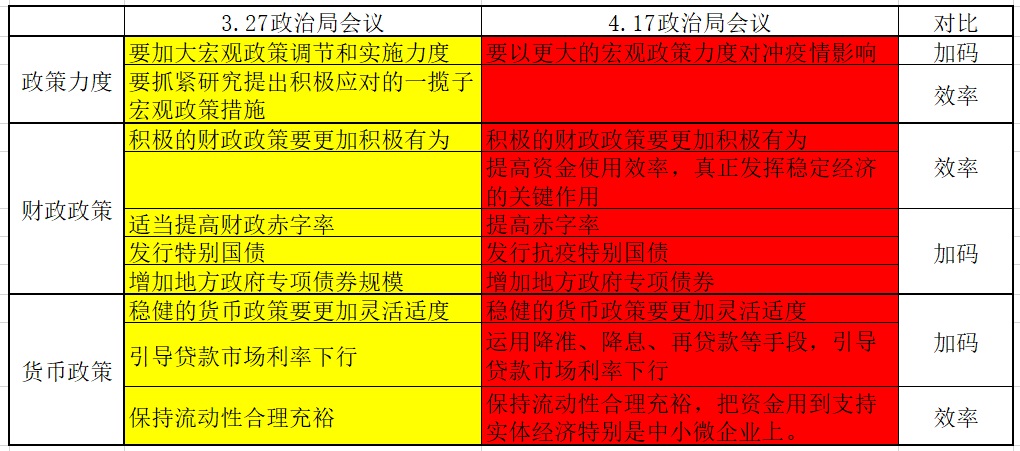 3.27政治局会议
4.17政治局会议
对比
政策力度
要加大宏观政策调节和实施力度
要以更大的宏观政策力度对冲疫情影响
加码
要抓紧研究提出积极应对的一揽子
宏观政策措施
效率
财政政策
积极的财政政策要更加积极有为
积极的财政政策要更加积极有为
效率
提高资金使用效率，真正发挥稳定经济
的关键作用
适当提高财政赤字率
提高赤字率
加码
发行特别国债
发行抗疫特别国债
增加地方政府专项债券规模
增加地方政府专项债券
货币政策
稳健的货币政策要更加灵活适度
稳健的货币政策要更加灵活适度
加码
引导贷款市场利率下行
运用降准、降息、再贷款等手段，引导
贷款市场利率下行
保持流动性合理充裕
保持流动性合理充裕，把资金用到支持
实体经济特别是中小微企业上。
效率